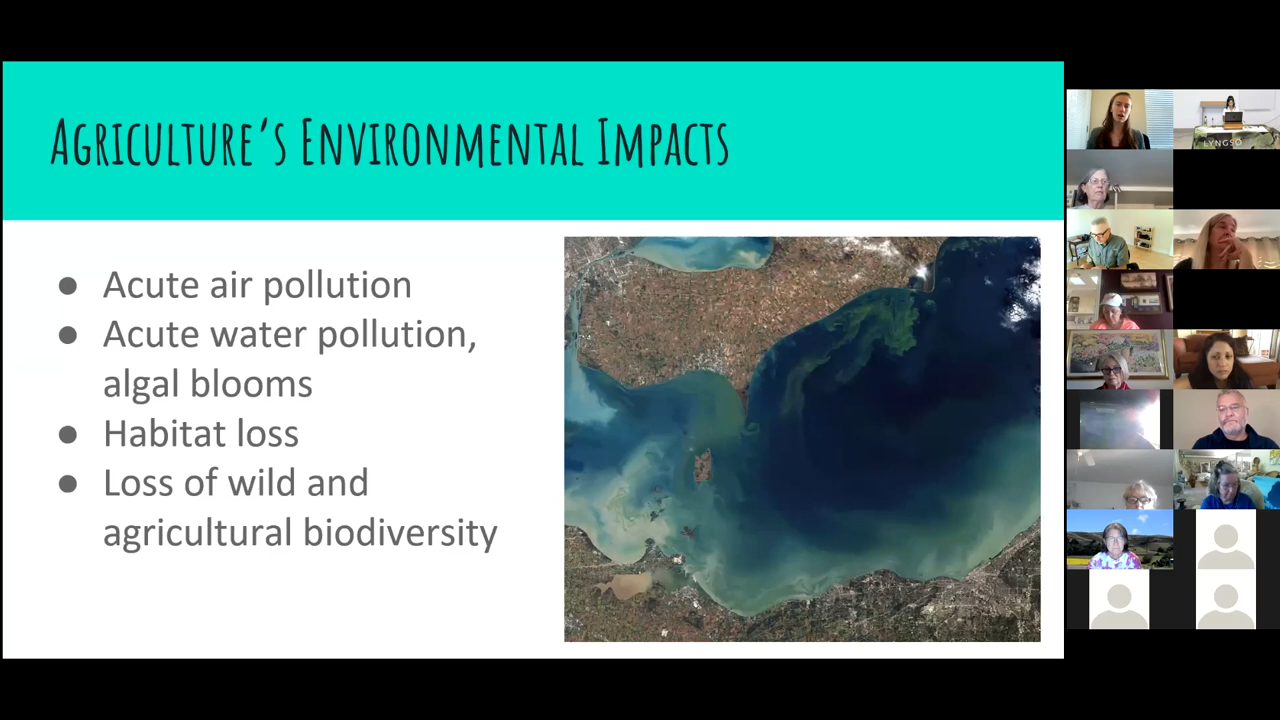 Agriculture's Environmental Impacts
● Acute air pollution
● Acute water pollution,
algal blooms
● Habitat loss
● Loss of wild and
agricultural biodiversity
LYNGSO